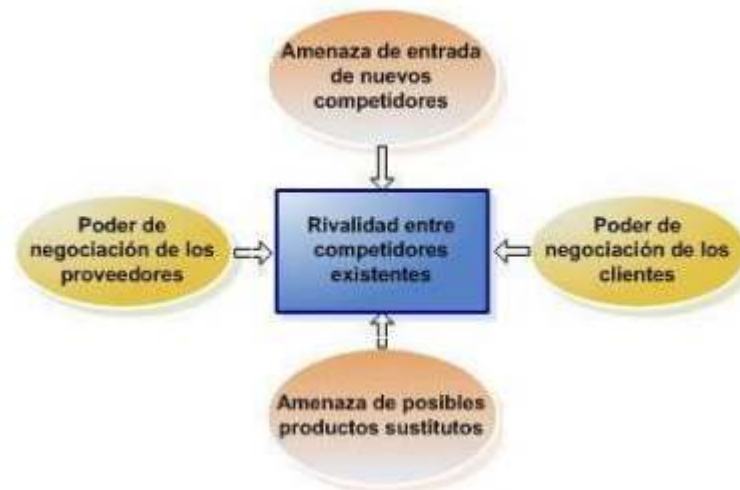 Amenaza de entrada
de nuevos
competidores
Poder de
negociación de los
proveedores
Rivalidad entre
competidores
existentes
Poder de
negociación de los
clientes
Amenaza de posibles
productos sustitutos